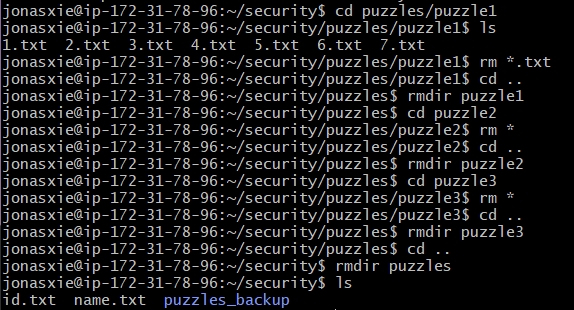 jonasxie@ip-172-31-78-96:~/security$ cd puzzles/puzzle1
jonasxie@ip-172-31-78-96:~/security/puzzles/puzzle1$ ls
1.txt  2.txt  3.txt  4.txt  5.txt  6.txt  7.txt
jonasxie@ip-172-31-78-96:~/security/puzzles/puzzle1$ rm *.txt
jonasxie@ip-172-31-78-96:~/security/puzzles/puzzle1$ cd ..
jonasxie@ip-172-31-78-96:~/security/puzzles$ rmdir puzzle1
jonasxie@ip-172-31-78-96:~/security/puzzles$ cd puzzle2
jonasxie@ip-172-31-78-96:~/security/puzzles/puzzle2$ rm *
jonasxie@ip-172-31-78-96:~/security/puzzles/puzzle2$ cd ..
jonasxie@ip-172-31-78-96:~/security/puzzles$ rmdir puzzle2
jonasxie@ip-172-31-78-96:~/security/puzzles$ cd puzzle3
jonasxie@ip-172-31-78-96:~/security/puzzles/puzzle3$ rm *
jonasxie@ip-172-31-78-96:~/security/puzzles/puzzle3$ cd ..
jonasxie@ip-172-31-78-96:~/security/puzzles$ rmdir puzzle3
jonasxie@ip-172-31-78-96:~/security/puzzles$ cd ..
jonasxie@ip-172-31-78-96:~/security$ rmdir puzzles
jonasxie@ip-172-31-78-96:~/security$ ls
id.txt  name.txt  puzzles_backup